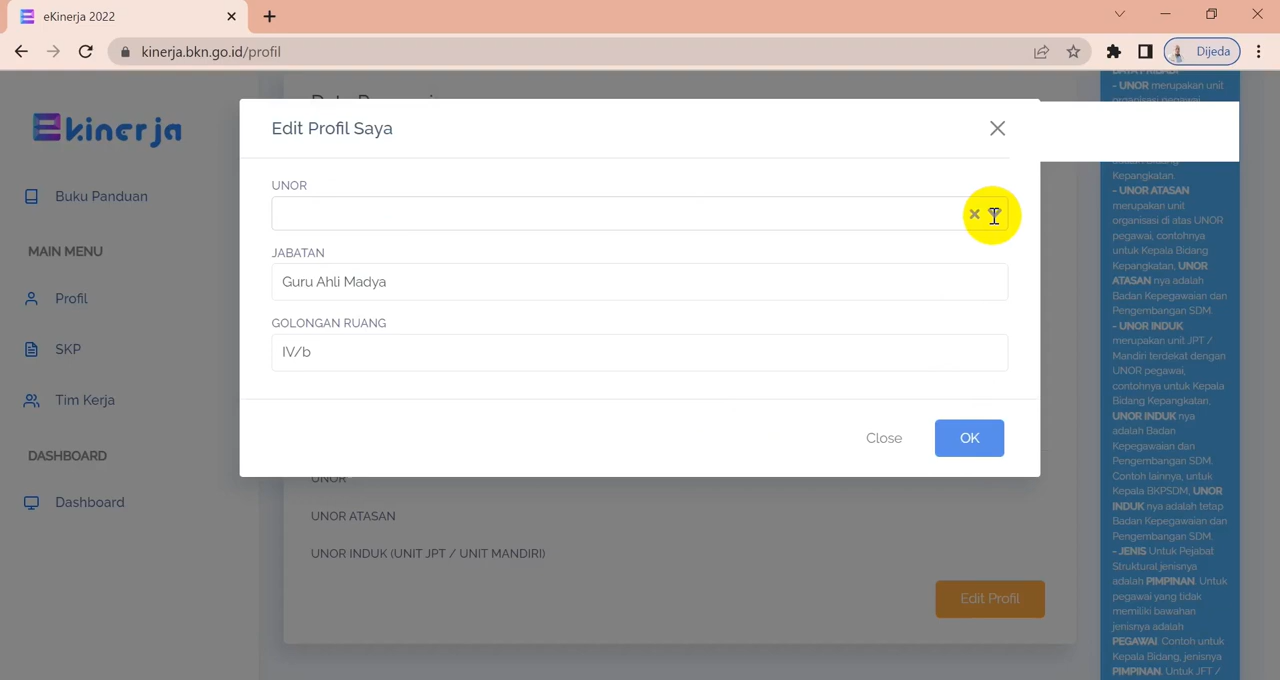 eKinerja 2022
kinerja.bkn.go.id/profil
Dijeda
Ekinerja
Buku Panduan
MAIN MENU
Profil
SKP
Tim Kerja
DASHBOARD
Dashboard
Edit Profil Saya
UNOR
JABATAN
Guru Ahli Madya
GOLONGAN RUANG
IV/b
Close
OK
UNOR
UNOR ATASAN
UNOR INDUK (UNIT JPT / UNIT MANDIRI)
Edit Profil
- UNOR merupakan unit
organisasi pegawai
Kepangkatan.
- UNOR ATASAN
merupakan unit
organisasi di atas UNOR
pegawai, contohnya
untuk Kepala Bidang
Kepangkatan, UNOR
ATASAN nya adalah
Badan Kepegawaian dan
Pengembangan SDM.
- UNOR INDUK
merupakan unit JPT /
Mandiri terdekat dengan
UNOR pegawai,
contohnya untuk Kepala
Bidang Kepangkatan,
UNOR INDUK nya
adalah Badan
Kepegawaian dan
Pengembangan SDM.
Contoh lainnya, untuk
Kepala BKPSDM, UNOR
INDUK nya adalah tetap
Badan Kepegawaian dan
Pengembangan SDM.
- JENIS Untuk Pejabat
Struktural jenisnya
adalah PIMPINAN. Untuk
pegawai yang tidak
memiliki bawahan
jenisnya adalah
PEGAWAI. Contoh untuk
Kepala Bidang, jenisnya
PIMPINAN. Untuk JFT /